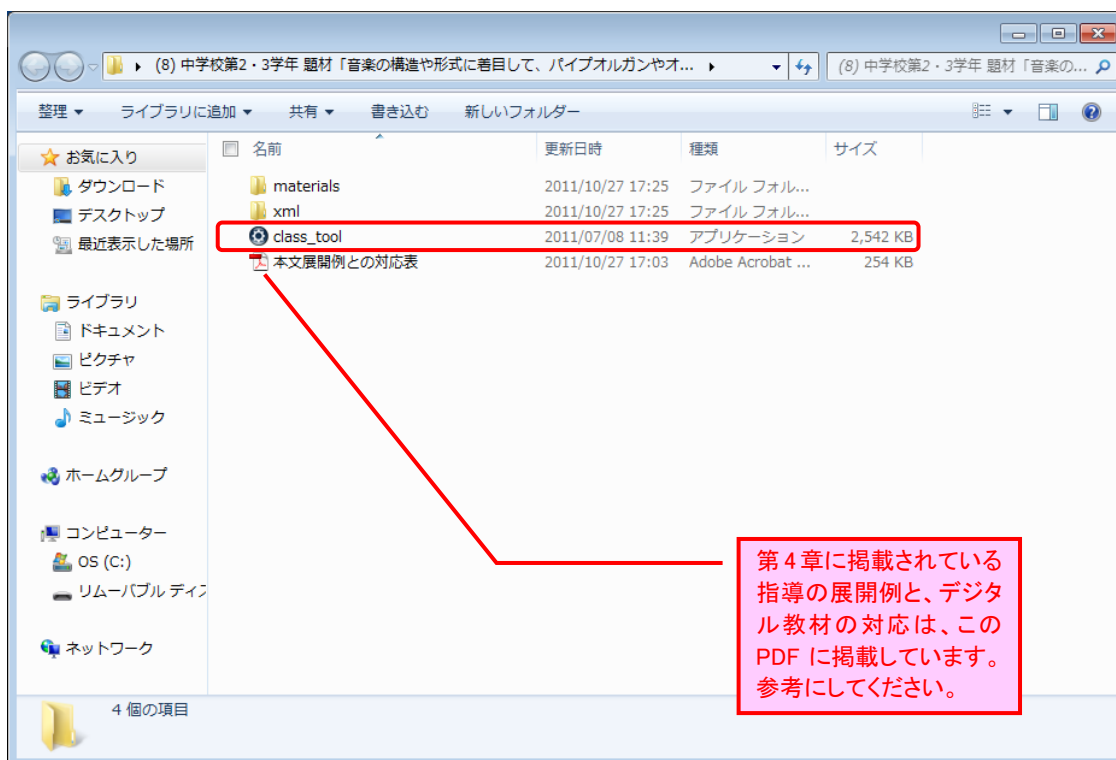 (8) 中学校第2・3学年 題材「音楽の構造や形式に着目して、パイプオルガンやオ...
(8) 中学校第2・3学年 題材「音楽の...
整理 ライブラリに追加 共有 書き込む 新しいフォルダー
名前 更新日時 種類 サイズ
お気に入り
ダウンロード
デスクトップ
最近表示した場所
ライブラリ
ドキュメント
ピクチャ
ビデオ
ミュージック
ホームグループ
コンピューター
OS (C:)
リムーバブル ディス
ネットワーク
materials 2011/10/27 17:25 ファイル フォル...
xml 2011/10/27 17:25 ファイル フォル...
class_tool 2011/07/08 11:39 アプリケーション 2,542 KB
本文展開例との対応表 2011/10/27 17:03 Adobe Acrobat ... 254 KB
第4章に掲載されている
指導の展開例と、デジタ
ル教材の対応は、この
PDF に掲載しています。
参考にしてください。
4 個の項目